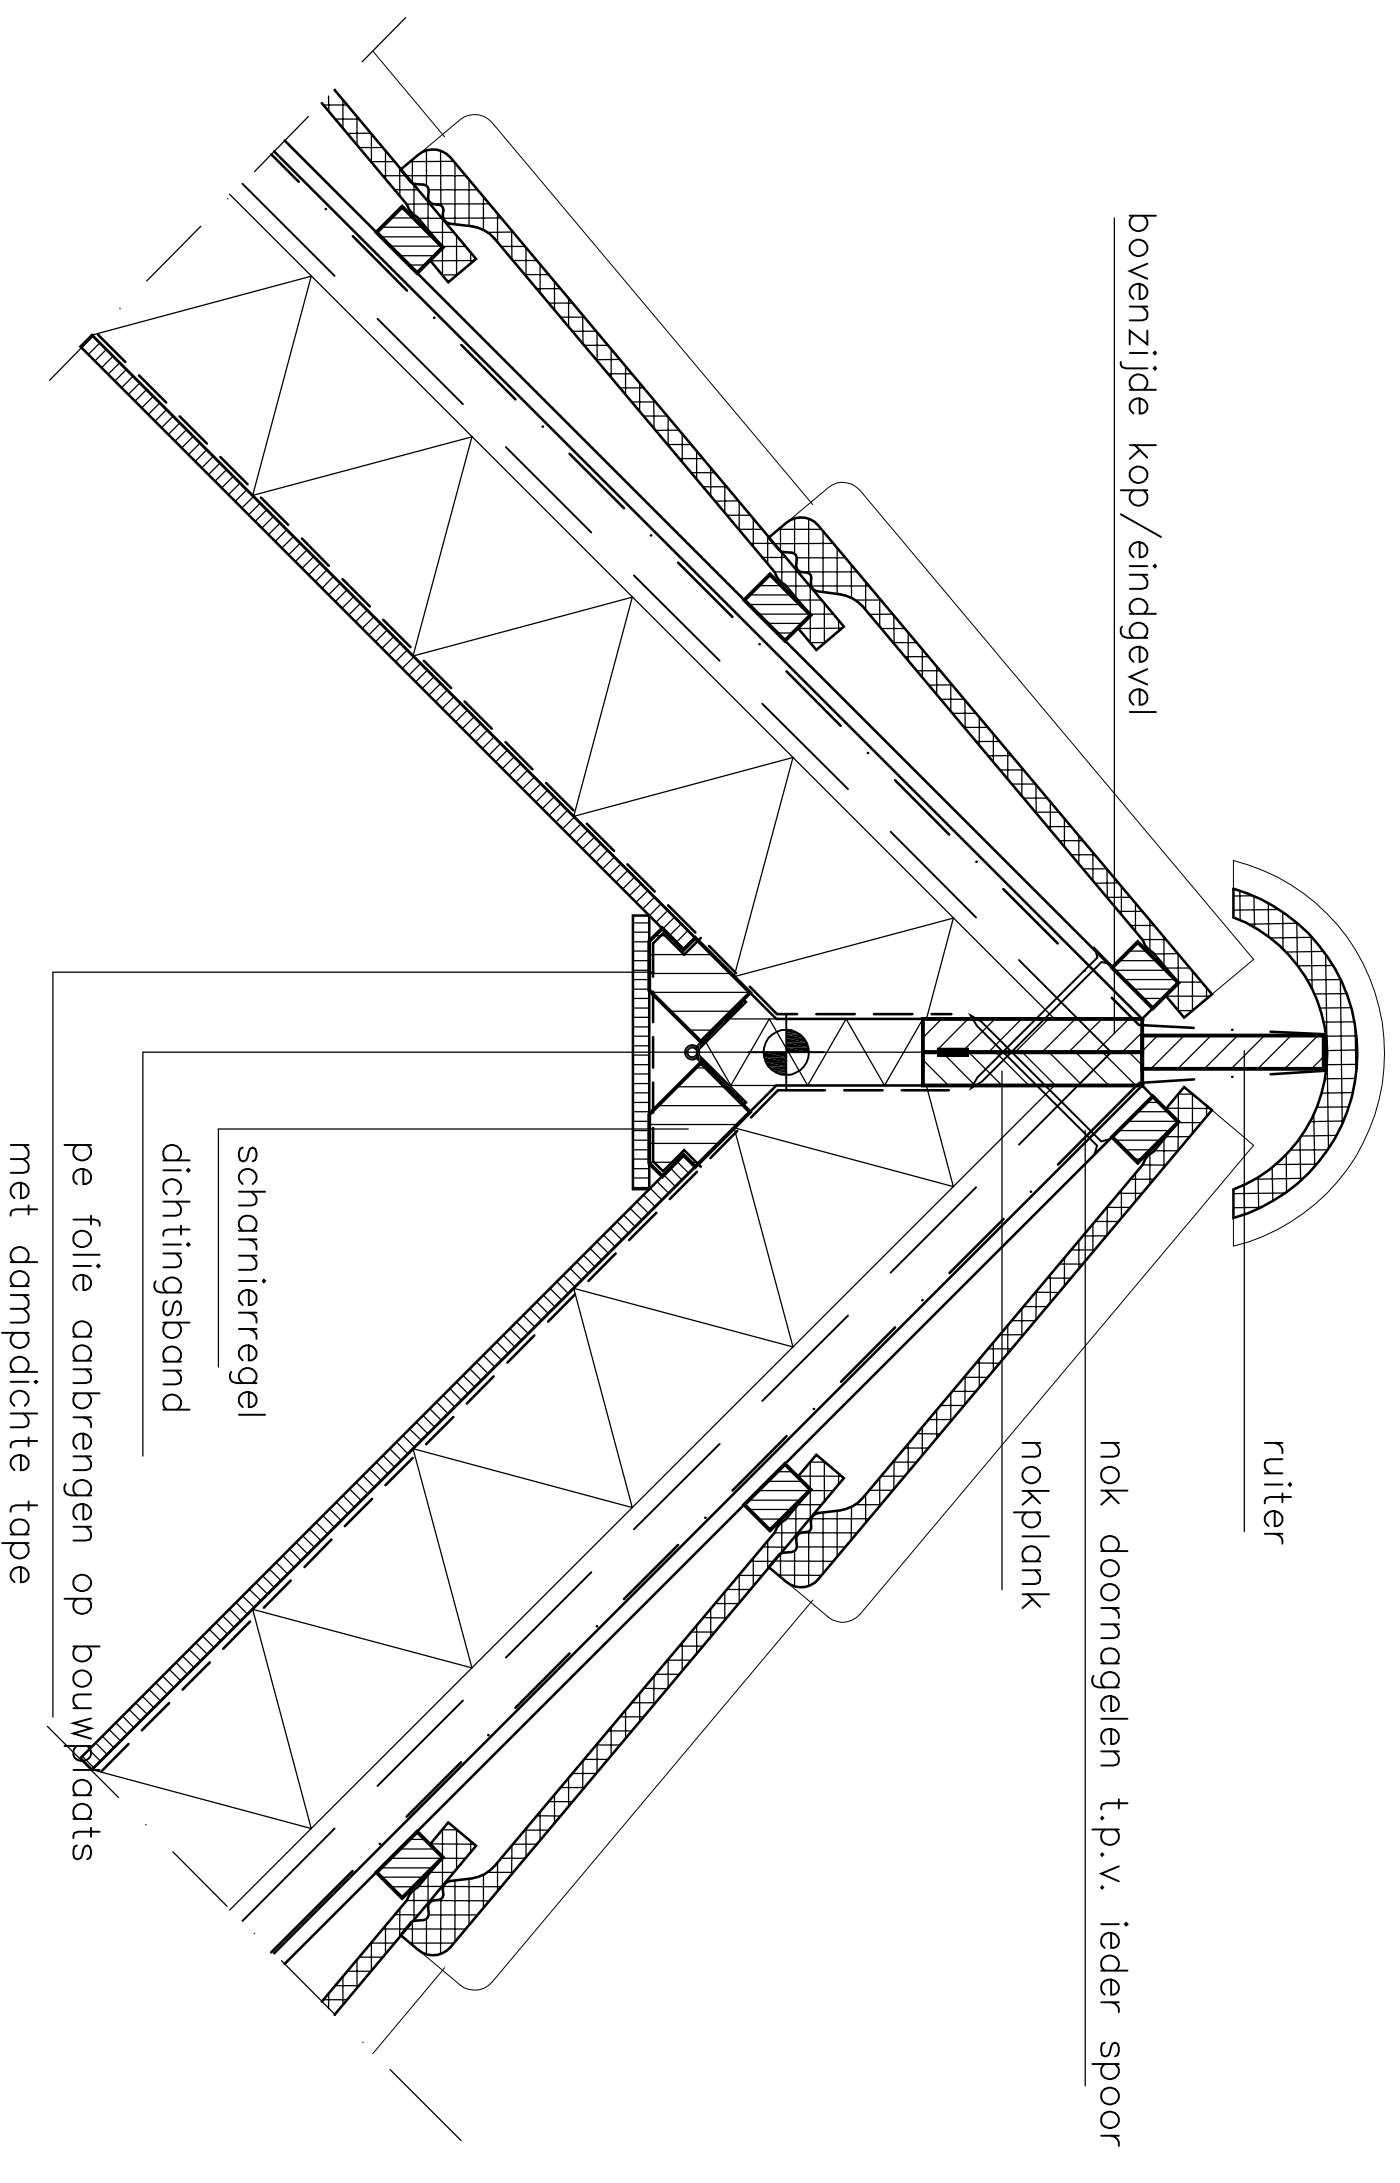 bovenzijde kop/eindgevel
ruiter
nok doornagelen t.p.v. ieder spoor
nokplank
scharnierregel
dichtingsband
pe folie aanbrengen op bouwplaats
met dampdichte tape